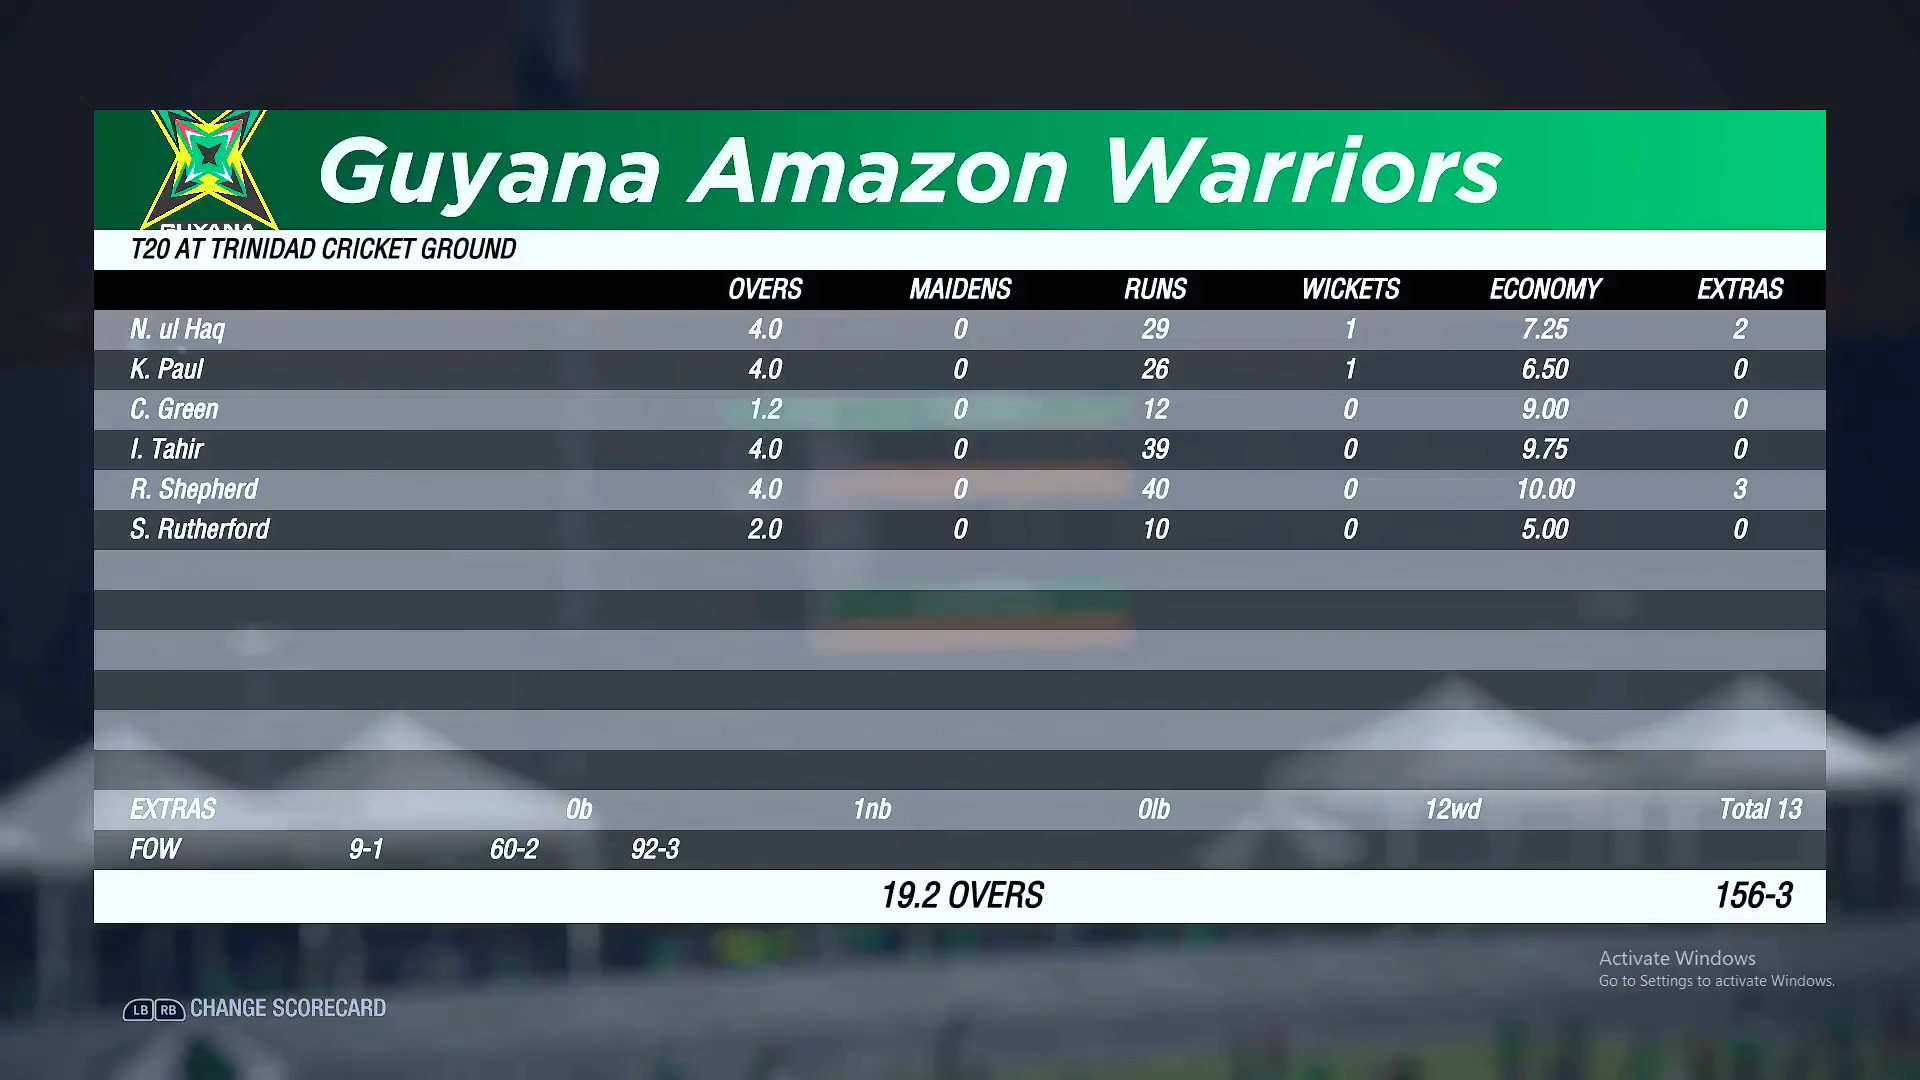 Guyana Amazon Warriors
GUYANA
T20 AT TRINIDAD CRICKET GROUND
OVERS MAIDENS RUNS WICKETS ECONOMY EXTRAS
N. ul Haq 4.0 0 29 1 7.25 2
K. Paul 4.0 0 26 1 6.50 0
C. Green 1.2 0 12 0 9.00 0
I. Tahir 4.0 0 39 0 9.75 0
R. Shepherd 4.0 0 40 0 10.00 3
S. Rutherford 2.0 0 10 0 5.00 0
EXTRAS 0b 1nb 0lb 12wd Total 13
FOW 9-1 60-2 92-3
19.2 OVERS 156-3
Activate Windows
Go to Settings to activate Windows.
LB RB CHANGE SCORECARD